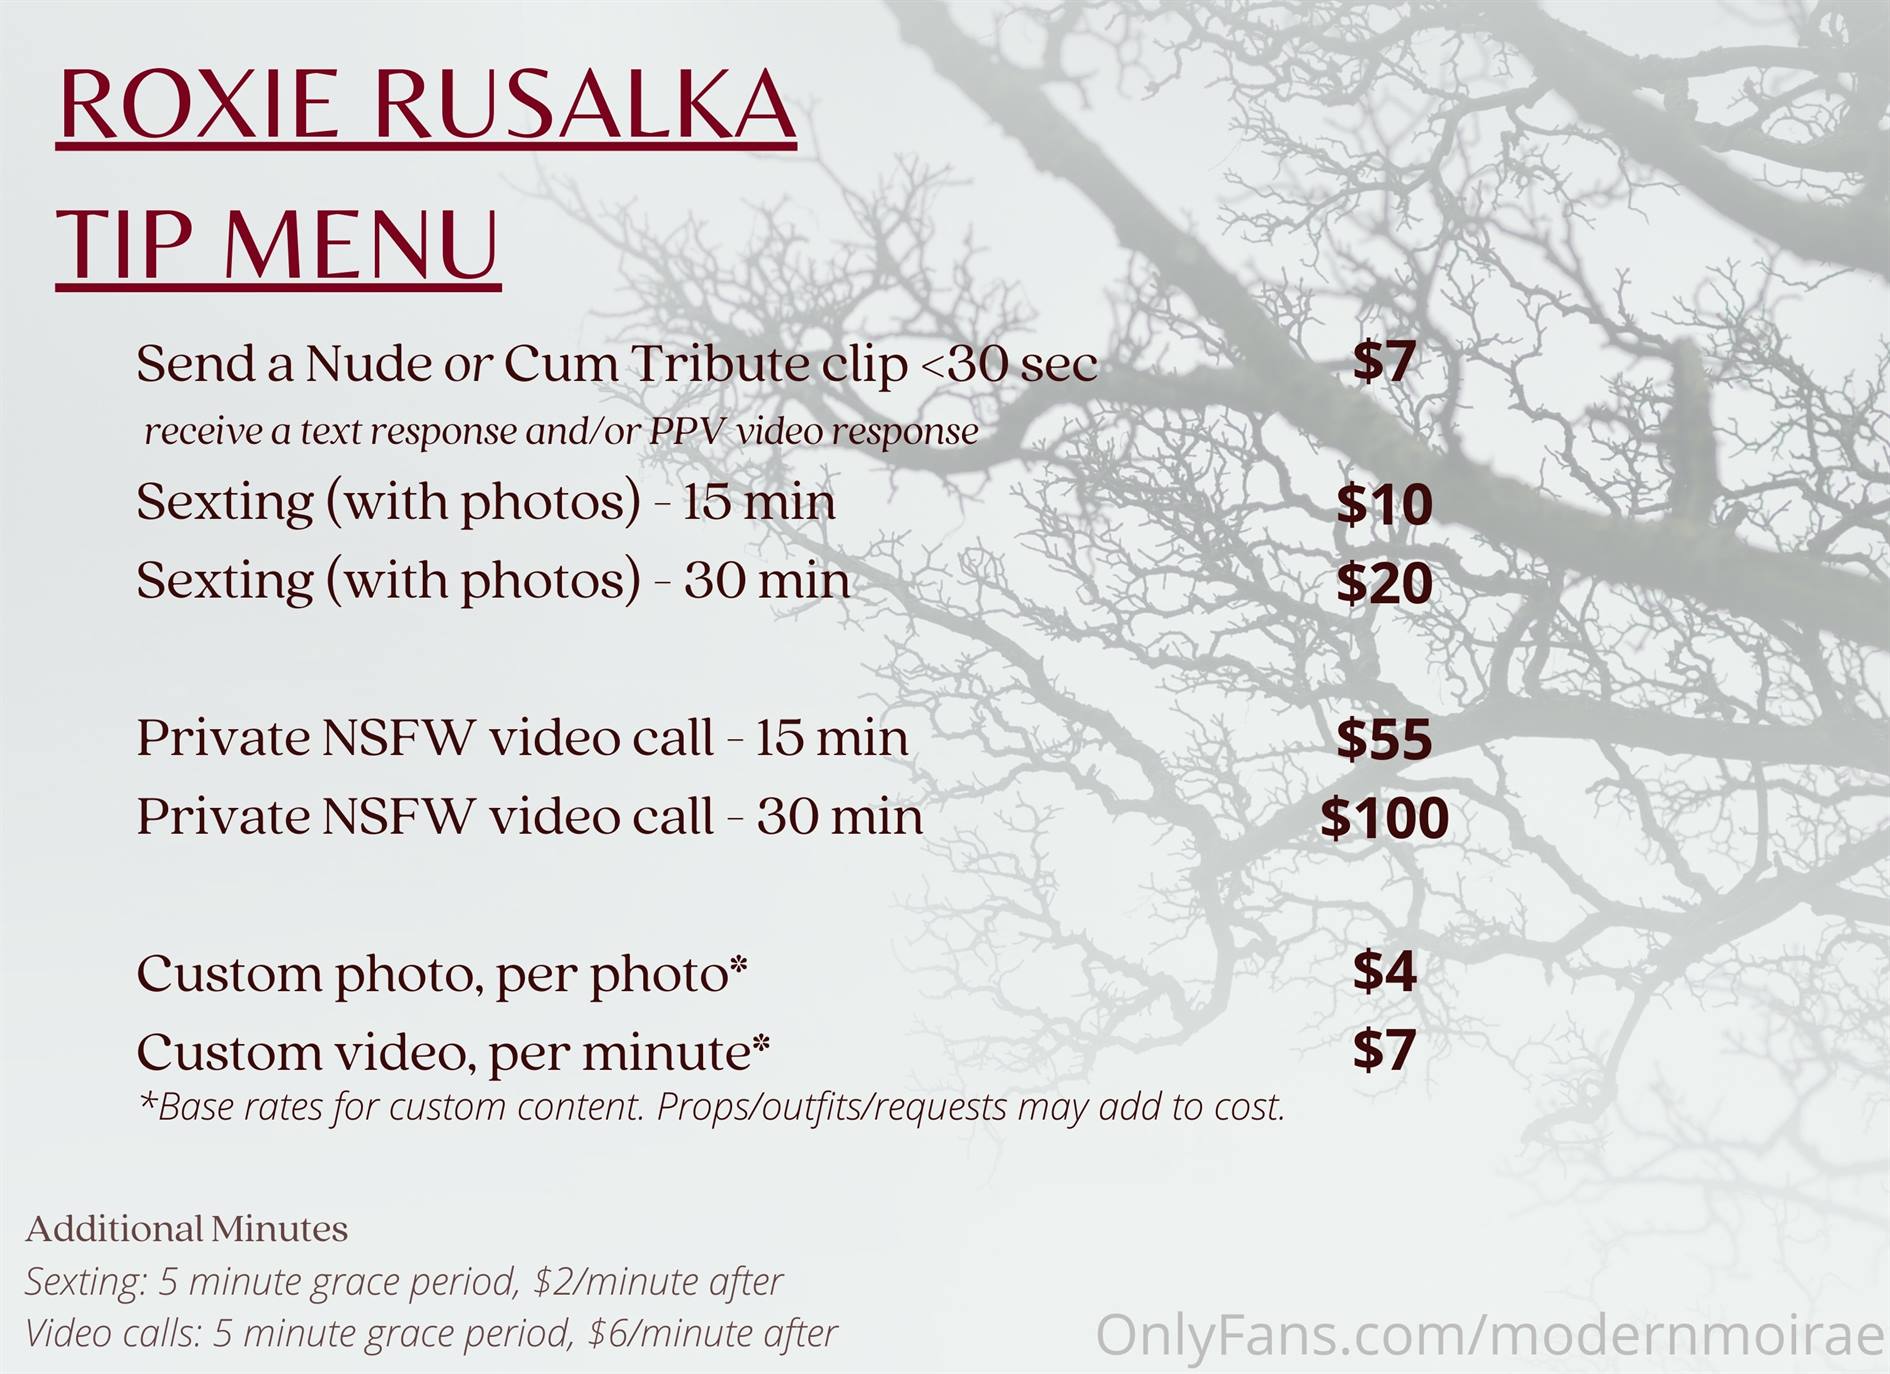 ROXIE RUSALKA
TIP MENU
Send a Nude or Cum Tribute clip <30 sec $7
receive a text response and/or PPV video response
Sexting (with photos) - 15 min $10
Sexting (with photos) - 30 min $20
Private NSFW video call - 15 min $55
Private NSFW video call - 30 min $100
Custom photo, per photo* $4
Custom video, per minute* $7
*Base rates for custom content. Props/outfits/requests may add to cost.
Additional Minutes
Sexting: 5 minute grace period, $2/minute after
Video calls: 5 minute grace period, $6/minute after
OnlyFans.com/modernmoirae